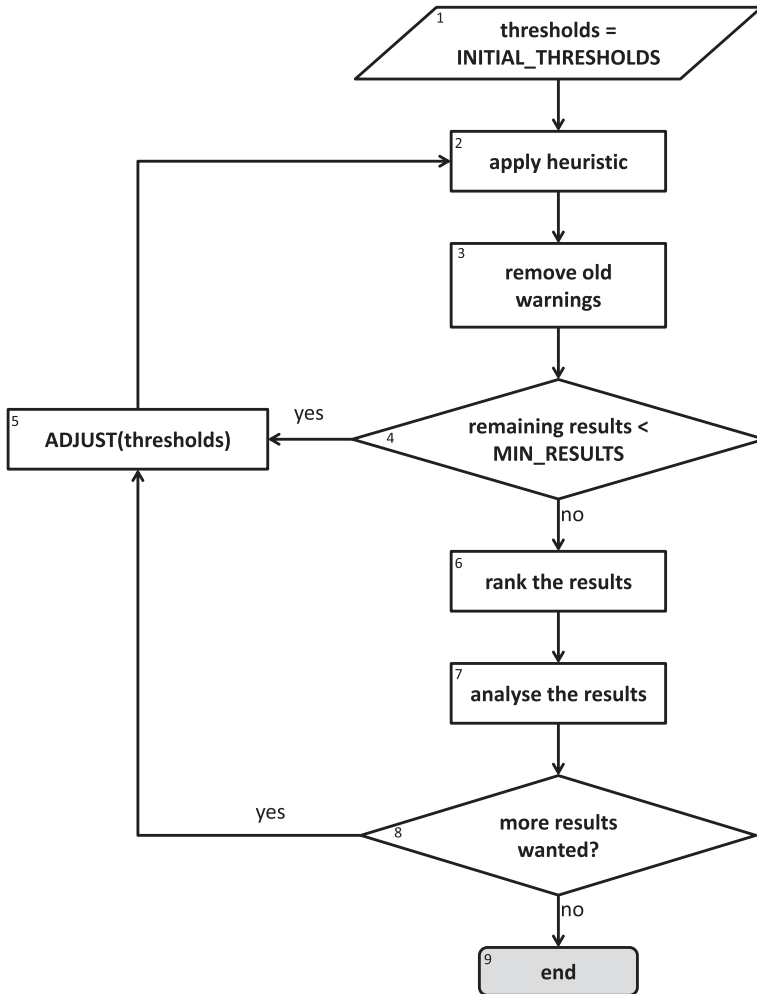 1
thresholds =
INITIAL_THRESHOLDS
2
apply heuristic
3
remove old
warnings
4
remaining results <
MIN_RESULTS
yes
5
ADJUST(thresholds)
no
6
rank the results
7
analyse the results
8
more results
wanted?
yes
no
9
end